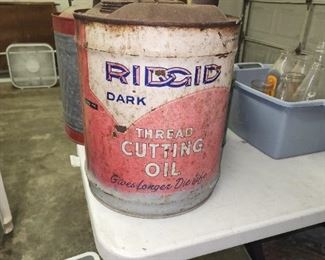 RIDGID
DARK
THREAD
CUTTING
OIL
Gives Longer Die Life